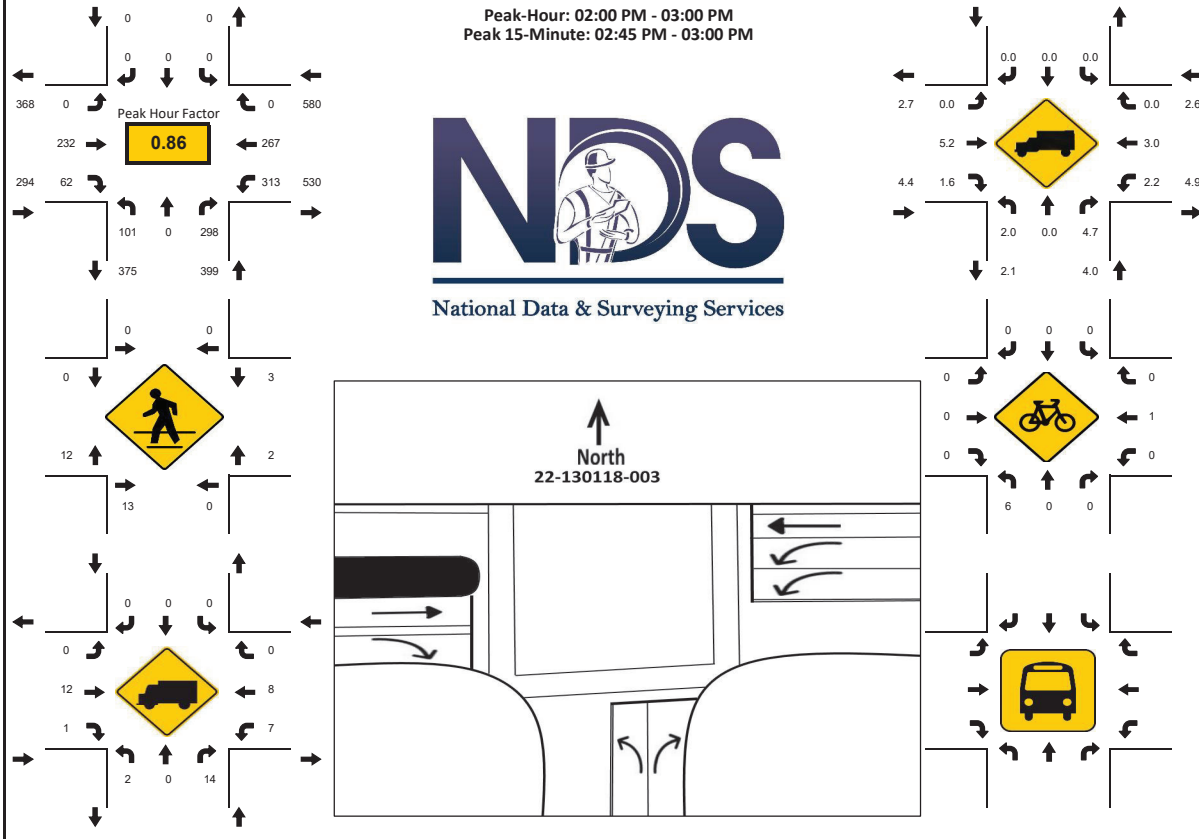 Peak-Hour: 02:00 PM - 03:00 PM
Peak 15-Minute: 02:45 PM - 03:00 PM
0 0
0 0 0
368 0 Peak Hour Factor 0 580
232 0.86 267
294 62 313 530
101 0 298
375 399
NDS
National Data & Surveying Services
0.0 0.0 0.0
2.7 0.0 0.0 2.6
5.2 3.0
4.4 1.6 2.2 4.9
2.0 0.0 4.7
2.1 4.0
0 0
0 3
12 2
13 0
North
22-130118-003
0 0 0
0 0
0 1
0 0
6 0 0
0 0 0
0 0
12 8
1 7
2 0 14